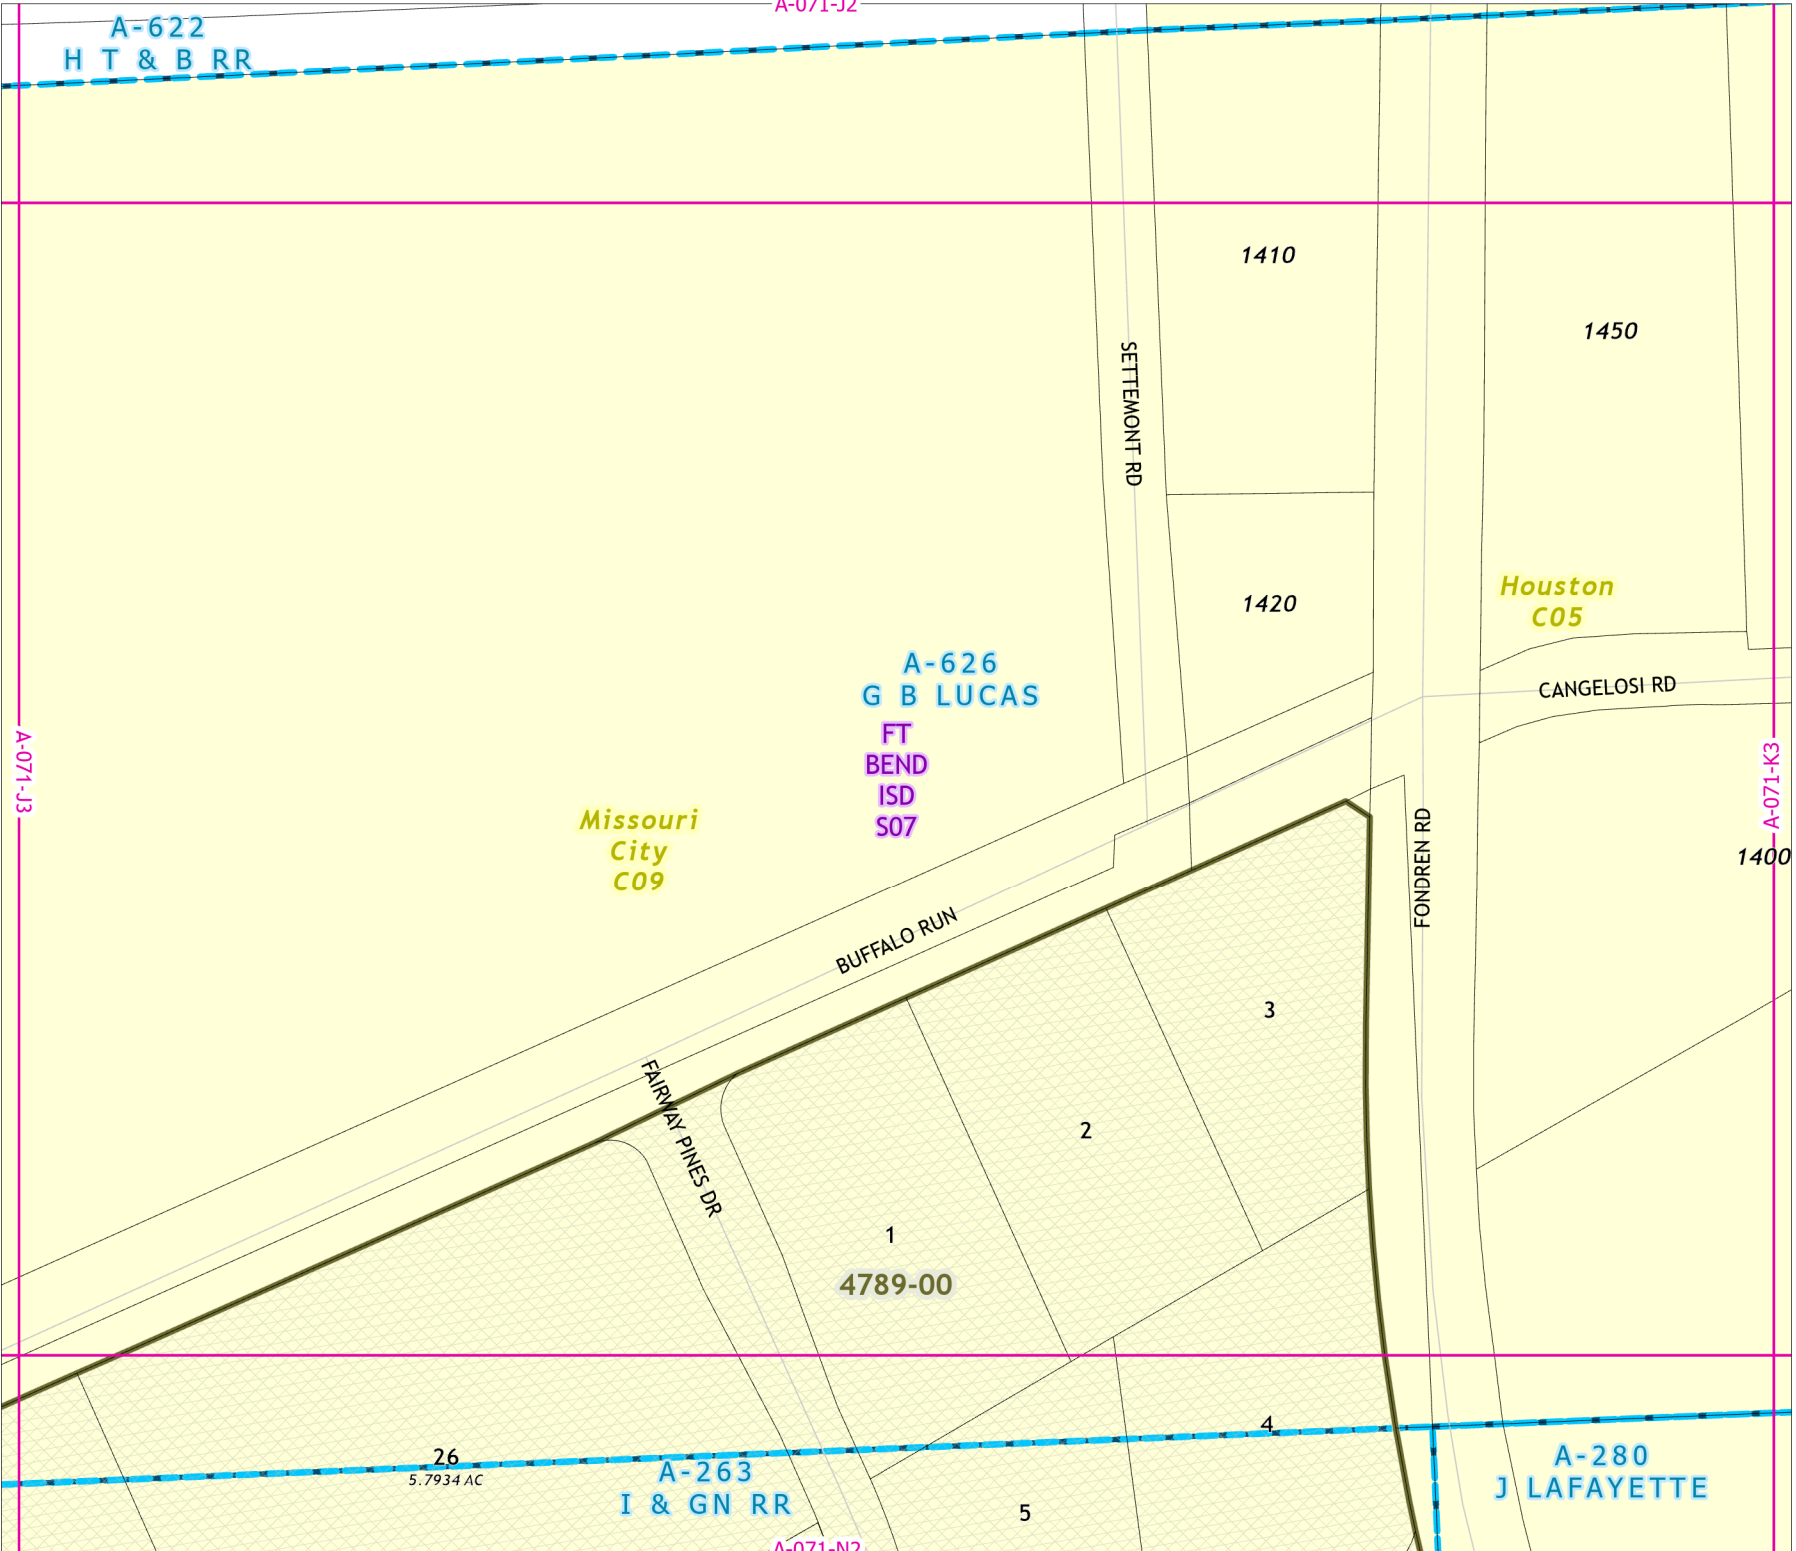 A-071-J2
A-622
H T & B RR
1410
1450
SETTEMONT RD
Houston
C05
1420
A-626
G B LUCAS
CANGELOSI RD
FT
BEND
ISD
S07
A-071-J3
A-071-K3
Missouri
City
C09
1400
FONDREN RD
BUFFALO RUN
3
FAIRWAY PINES DR
2
1
4789-00
4
26
5.7934 AC
A-263
I & GN RR
A-280
J LAFAYETTE
5
A-071-N2